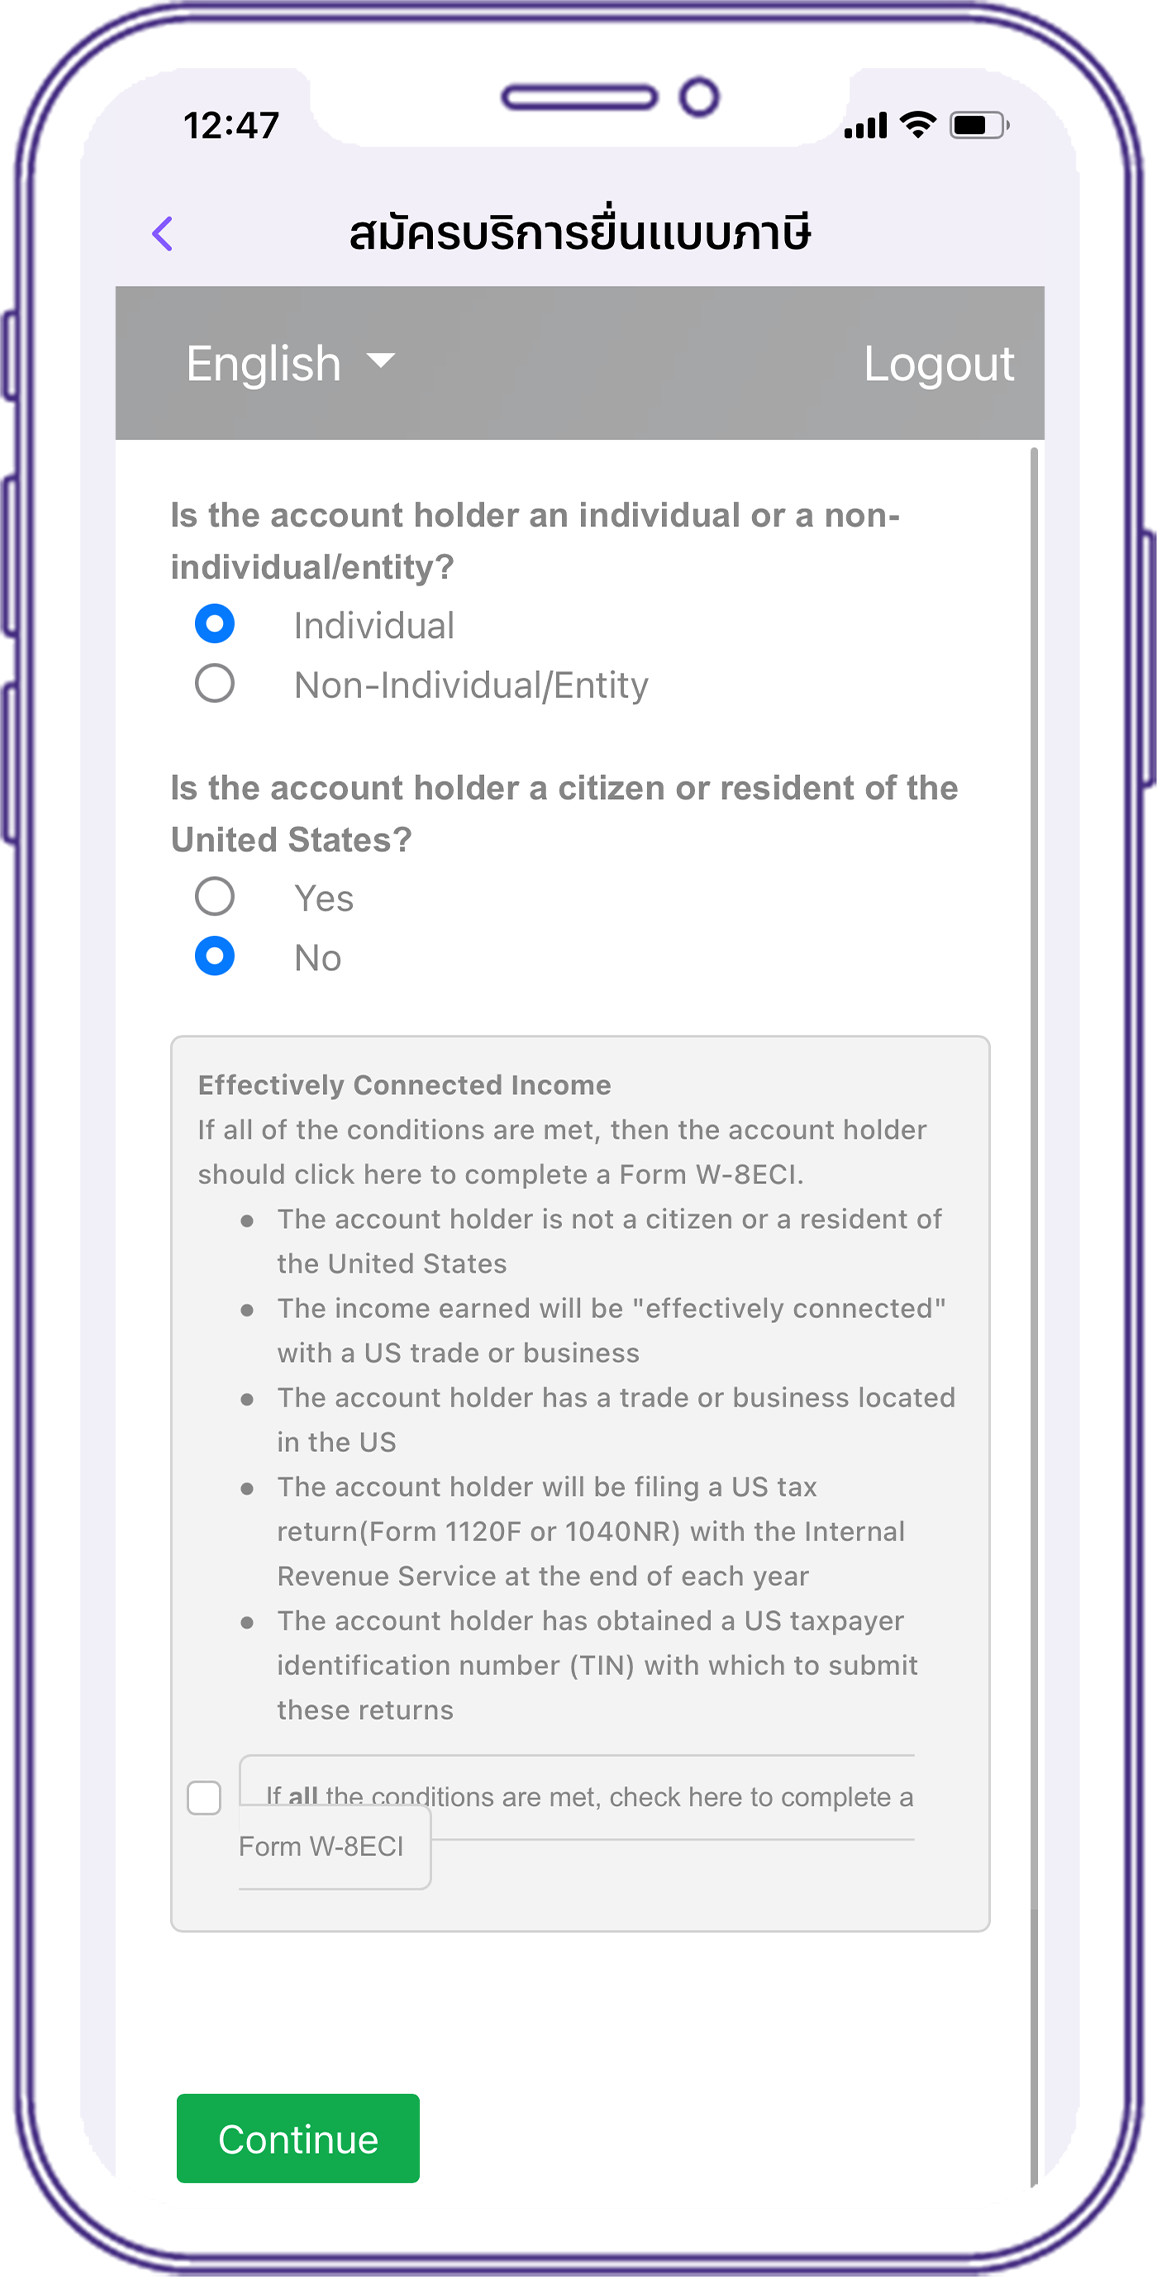 12:47
สมัครบริการยื่นแบบภาษี
English
Logout
Is the account holder an individual or a non-
individual/entity?
Individual
Non-Individual/Entity
Is the account holder a citizen or resident of the
United States?
Yes
No
Effectively Connected Income
If all of the conditions are met, then the account holder
should click here to complete a Form W-8ECI.
● The account holder is not a citizen or a resident of
the United States
● The income earned will be "effectively connected"
with a US trade or business
● The account holder has a trade or business located
in the US
● The account holder will be filing a US tax
return(Form 1120F or 1040NR) with the Internal
Revenue Service at the end of each year
● The account holder has obtained a US taxpayer
identification number (TIN) with which to submit
these returns
If all the conditions are met, check here to complete a
Form W-8ECI
Continue